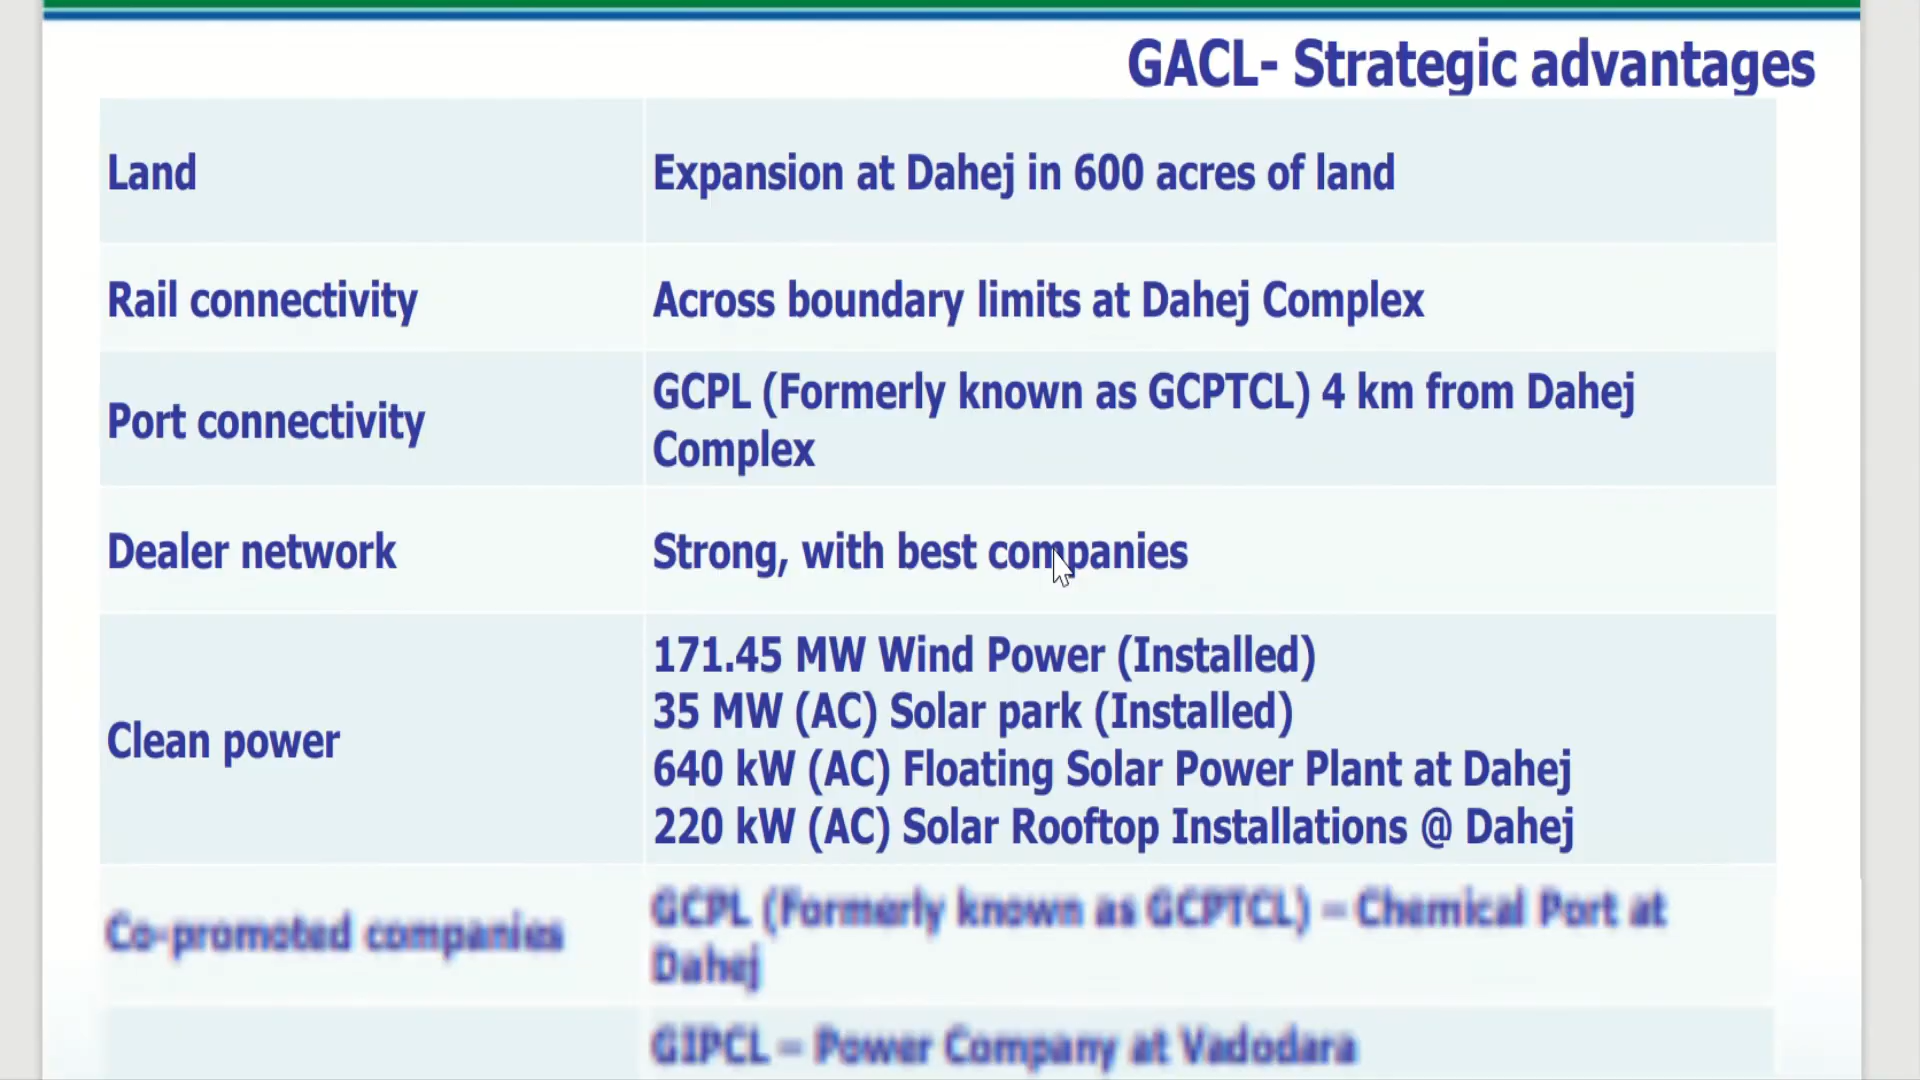 GACL- Strategic advantages
Land
Expansion at Dahej in 600 acres of land
Rail connectivity
Across boundary limits at Dahej Complex
Port connectivity
GCPL (Formerly known as GCPTCL) 4 km from Dahej
Complex
Dealer network
Strong, with best companies
Clean power
171.45 MW Wind Power (Installed)
35 MW (AC) Solar park (Installed)
640 kW (AC) Floating Solar Power Plant at Dahej
220 kW (AC) Solar Rooftop Installations @ Dahej
Co-promoted companies
GCPL (Formerly known as GCPTCL) – Chemical Port at
Dahej
GIPCL – Power Company at Vadodara